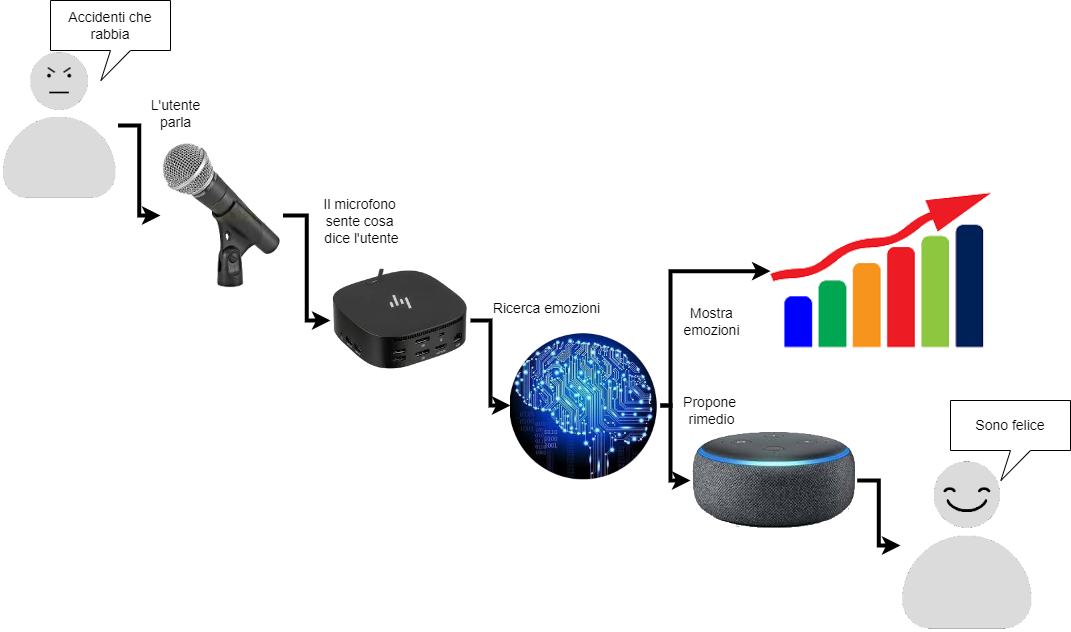 Accidenti che
rabbia
L'utente
parla
Il microfono
sente cosa
dice l'utente
Ricerca emozioni
Mostra
emozioni
Propone
rimedio
Sono felice